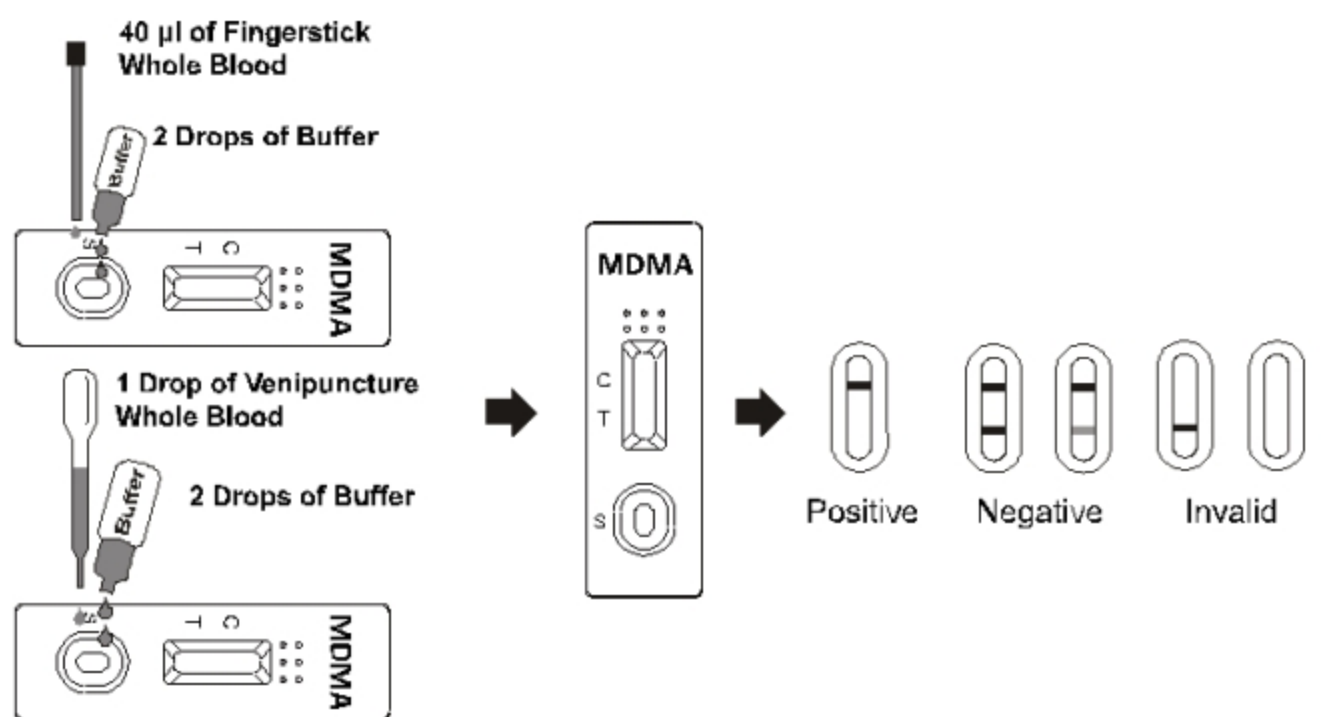 40 µl of Fingerstick
Whole Blood
2 Drops of Buffer
Buffer
S
T C
MDMA
1 Drop of Venipuncture
Whole Blood
2 Drops of Buffer
Buffer
S
T C
MDMA
MDMA
C
T
S
Positive
Negative
Invalid